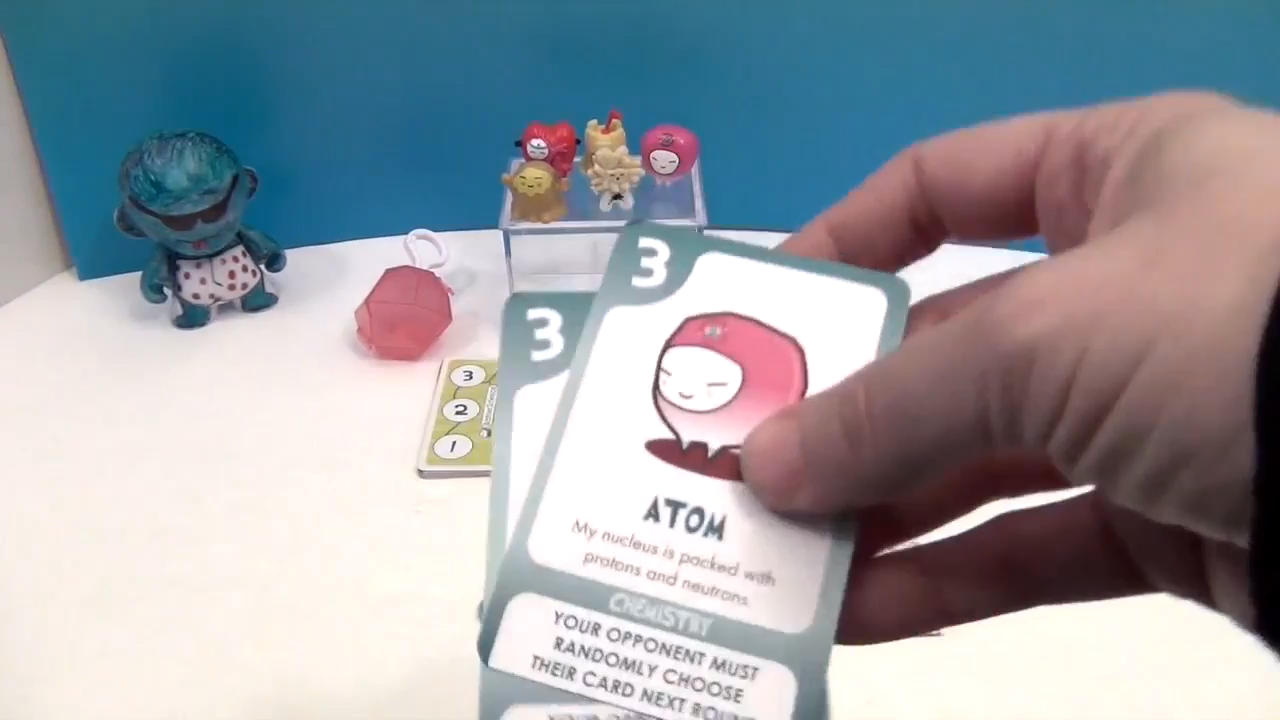 3
3
3
2
1
ATOM
My nucleus is packed with
protons and neutrons.
CHEMISTRY
YOUR OPPONENT MUST
RANDOMLY CHOOSE
THEIR CARD NEXT ROUND